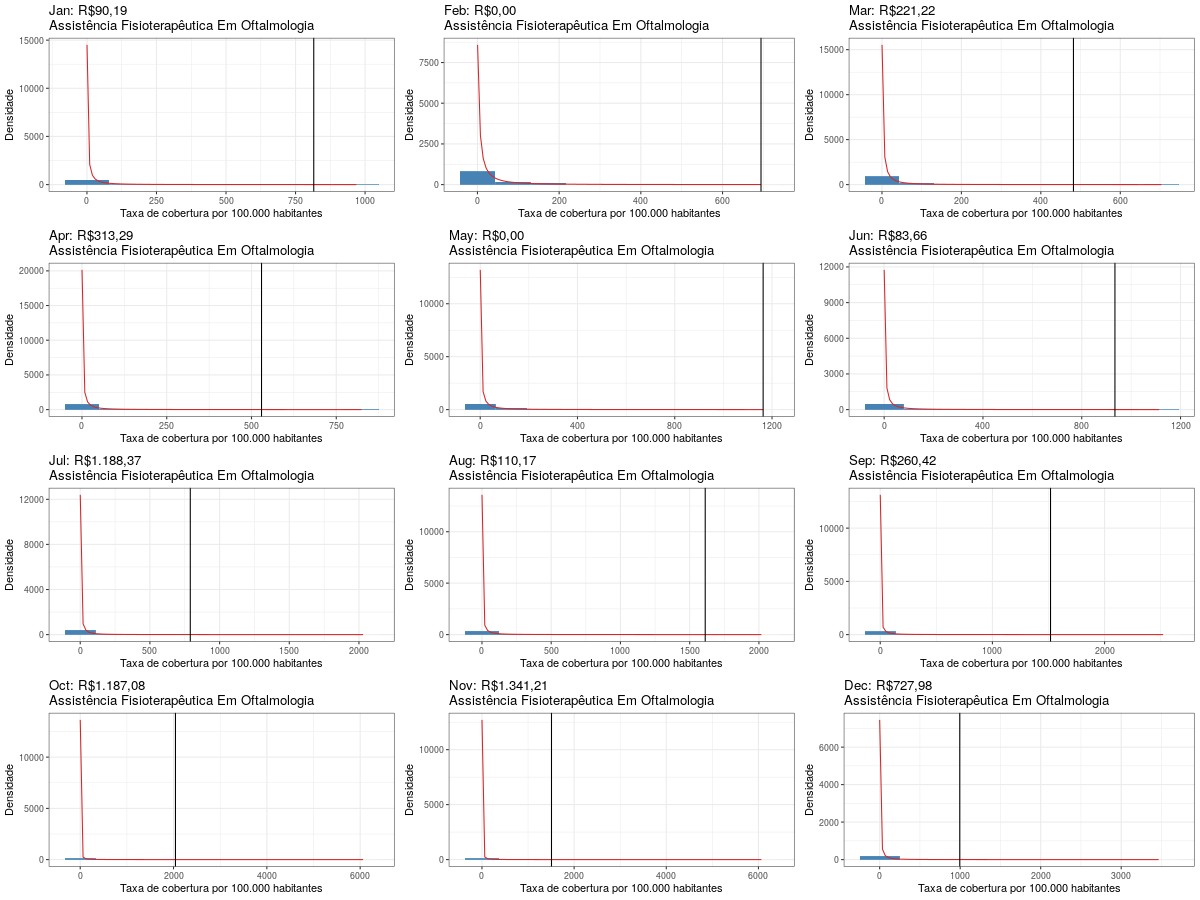 Jan: R$90,19
Assistência Fisioterapêutica Em Oftalmologia
15000
10000
5000
0
Densidade
0
250
500
750
1000
Taxa de cobertura por 100.000 habitantes
Feb: R$0,00
Assistência Fisioterapêutica Em Oftalmologia
7500
5000
2500
0
Densidade
0
200
400
600
Taxa de cobertura por 100.000 habitantes
Mar: R$221,22
Assistência Fisioterapêutica Em Oftalmologia
15000
10000
5000
0
Densidade
0
200
400
600
Taxa de cobertura por 100.000 habitantes
Apr: R$313,29
Assistência Fisioterapêutica Em Oftalmologia
20000
15000
10000
5000
0
Densidade
0
250
500
750
Taxa de cobertura por 100.000 habitantes
May: R$0,00
Assistência Fisioterapêutica Em Oftalmologia
10000
5000
0
Densidade
0
400
800
1200
Taxa de cobertura por 100.000 habitantes
Jun: R$83,66
Assistência Fisioterapêutica Em Oftalmologia
12000
9000
6000
3000
0
Densidade
0
400
800
1200
Taxa de cobertura por 100.000 habitantes
Jul: R$1.188,37
Assistência Fisioterapêutica Em Oftalmologia
12000
8000
4000
0
Densidade
0
500
1000
1500
2000
Taxa de cobertura por 100.000 habitantes
Aug: R$110,17
Assistência Fisioterapêutica Em Oftalmologia
10000
5000
0
Densidade
0
500
1000
1500
2000
Taxa de cobertura por 100.000 habitantes
Sep: R$260,42
Assistência Fisioterapêutica Em Oftalmologia
10000
5000
0
Densidade
0
1000
2000
Taxa de cobertura por 100.000 habitantes
Oct: R$1.187,08
Assistência Fisioterapêutica Em Oftalmologia
10000
5000
0
Densidade
0
2000
4000
6000
Taxa de cobertura por 100.000 habitantes
Nov: R$1.341,21
Assistência Fisioterapêutica Em Oftalmologia
10000
5000
0
Densidade
0
2000
4000
6000
Taxa de cobertura por 100.000 habitantes
Dec: R$727,98
Assistência Fisioterapêutica Em Oftalmologia
6000
4000
2000
0
Densidade
0
1000
2000
3000
Taxa de cobertura por 100.000 habitantes